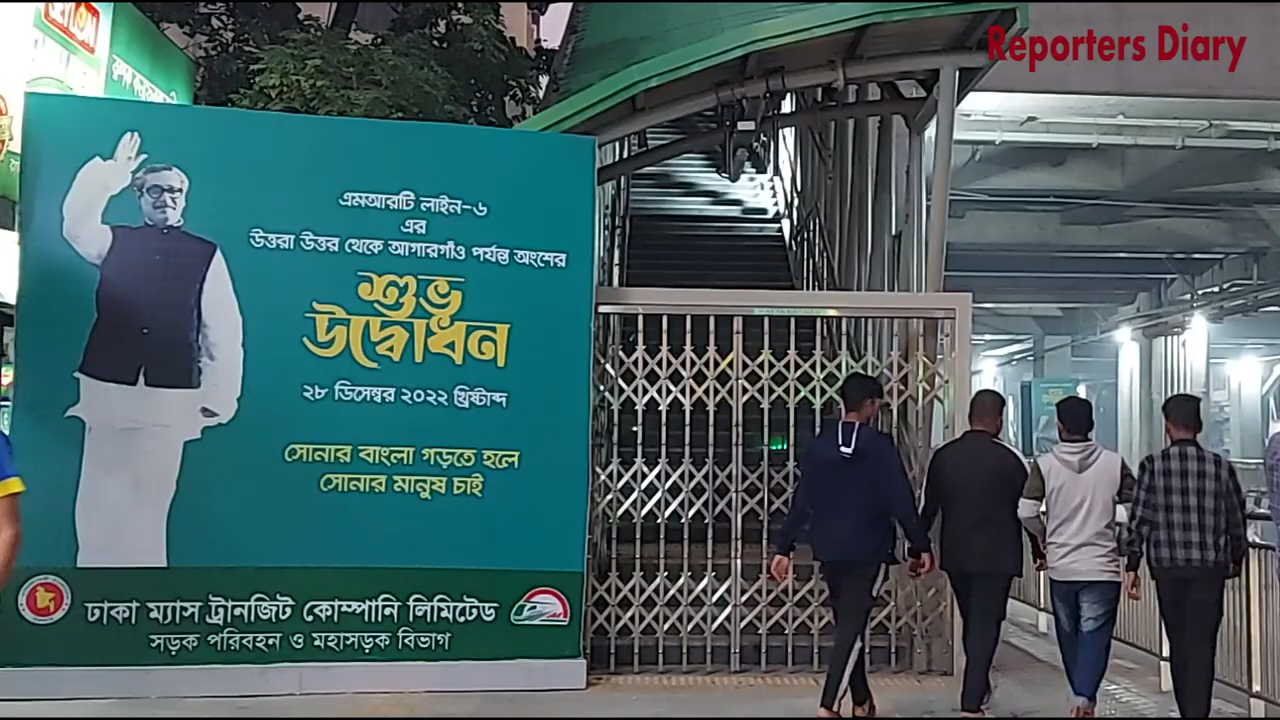 Reporters Diary
CEYLON
এমআরটি লাইন-৬
এর
উত্তরা উত্তর থেকে আগারগাঁও পর্যন্ত অংশের
শুভ
উদ্বোধন
২৮ ডিসেম্বর ২০২২ খ্রিষ্টাব্দ
সোনার বাংলা গড়তে হলে
সোনার মানুষ চাই
ঢাকা ম্যাস ট্রানজিট কোম্পানি লিমিটেড
সড়ক পরিবহন ও মহাসড়ক বিভাগ